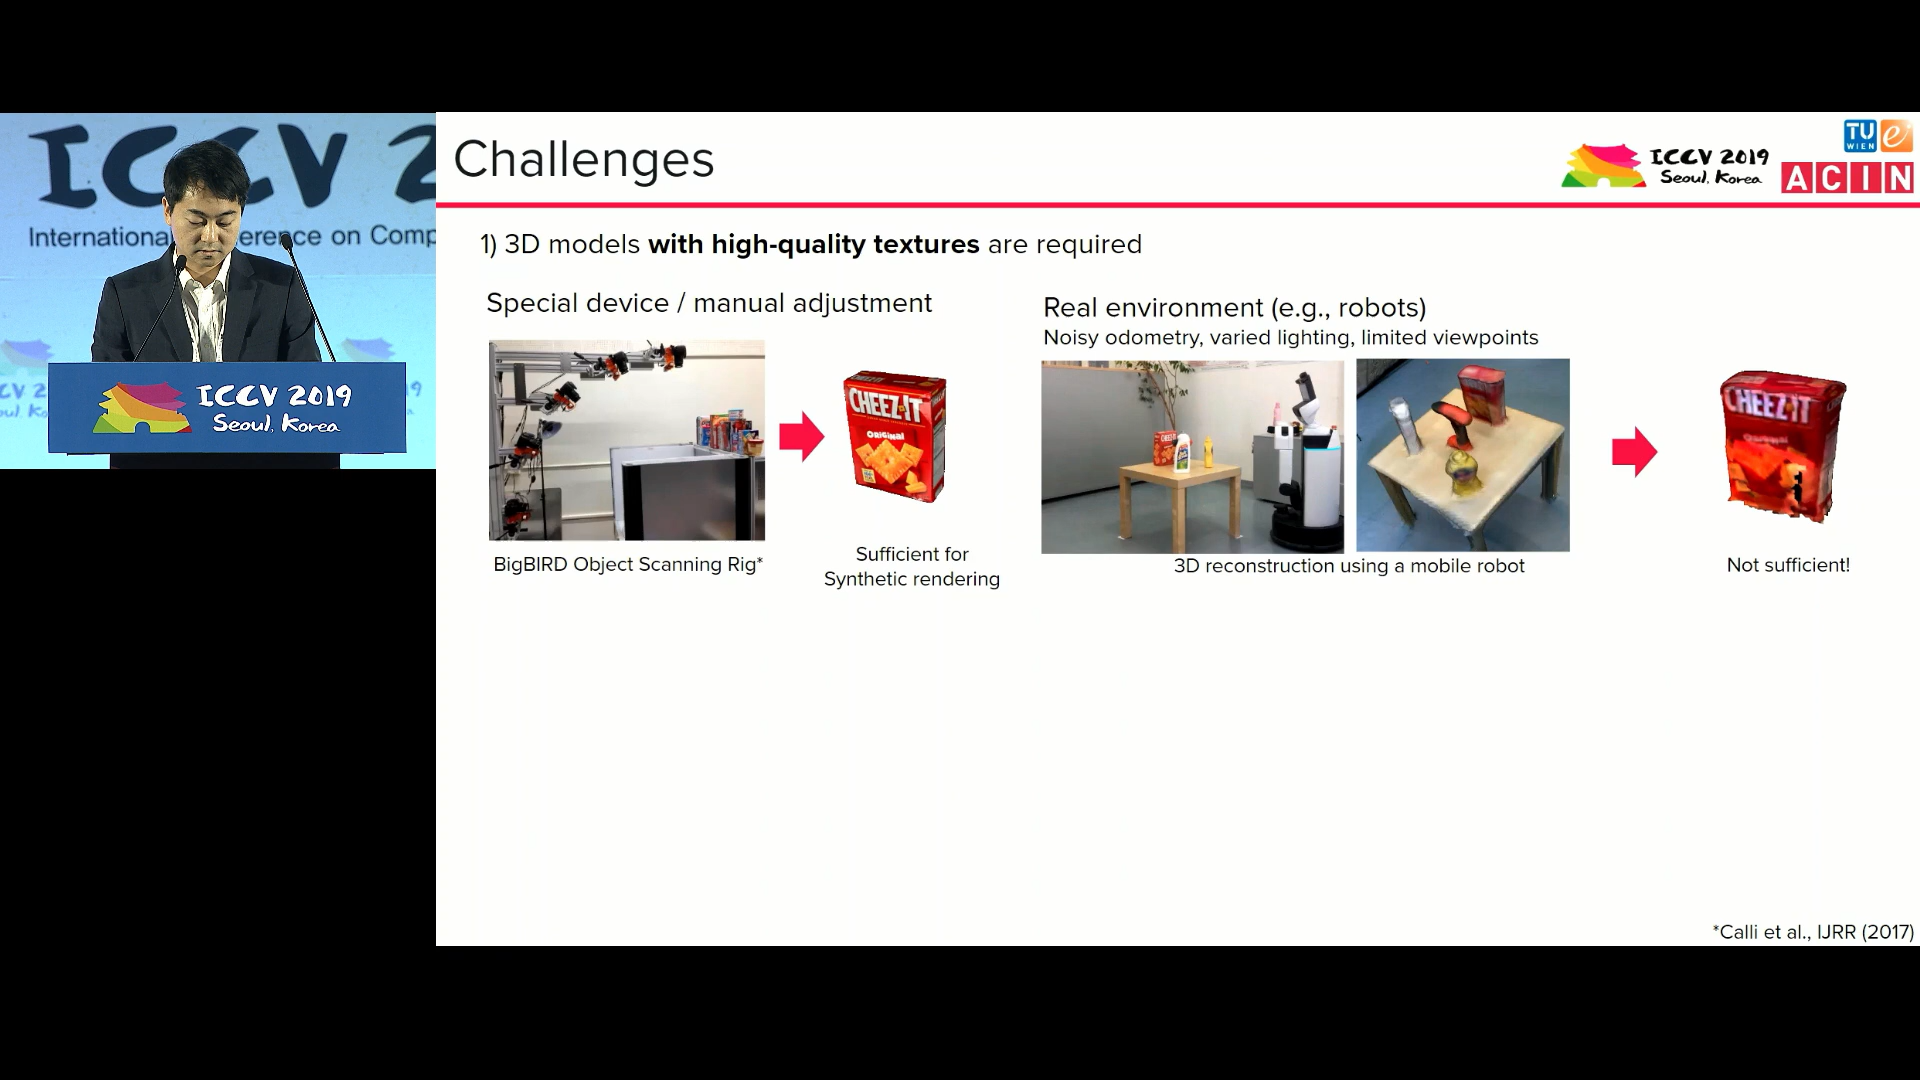 ICCV 2
International erence on Comp
ICCV 2019
Seoul, Korea
Challenges
ICCV 2019
Seoul, Korea
TU
WIEN
e
ACIN
1) 3D models with high-quality textures are required
Special device / manual adjustment
Real environment (e.g., robots)
Noisy odometry, varied lighting, limited viewpoints
CHEEZ-IT
ORIGINAL
CHEEZ-IT
BigBIRD Object Scanning Rig*
Sufficient for
Synthetic rendering
3D reconstruction using a mobile robot
Not sufficient!
*Calli et al., IJRR (2017)